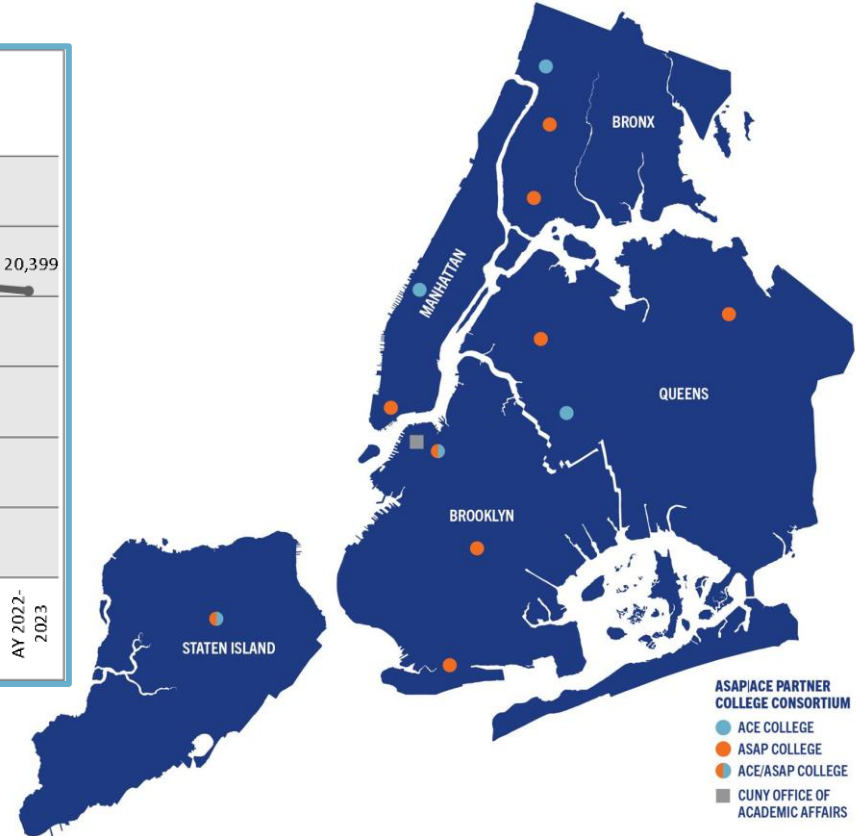 20,399
AY 2022-
2023
BRONX
MANHATTAN
QUEENS
BROOKLYN
STATEN ISLAND
ASAP|ACE PARTNER
COLLEGE CONSORTIUM
ACE COLLEGE
ASAP COLLEGE
ACE/ASAP COLLEGE
CUNY OFFICE OF
ACADEMIC AFFAIRS